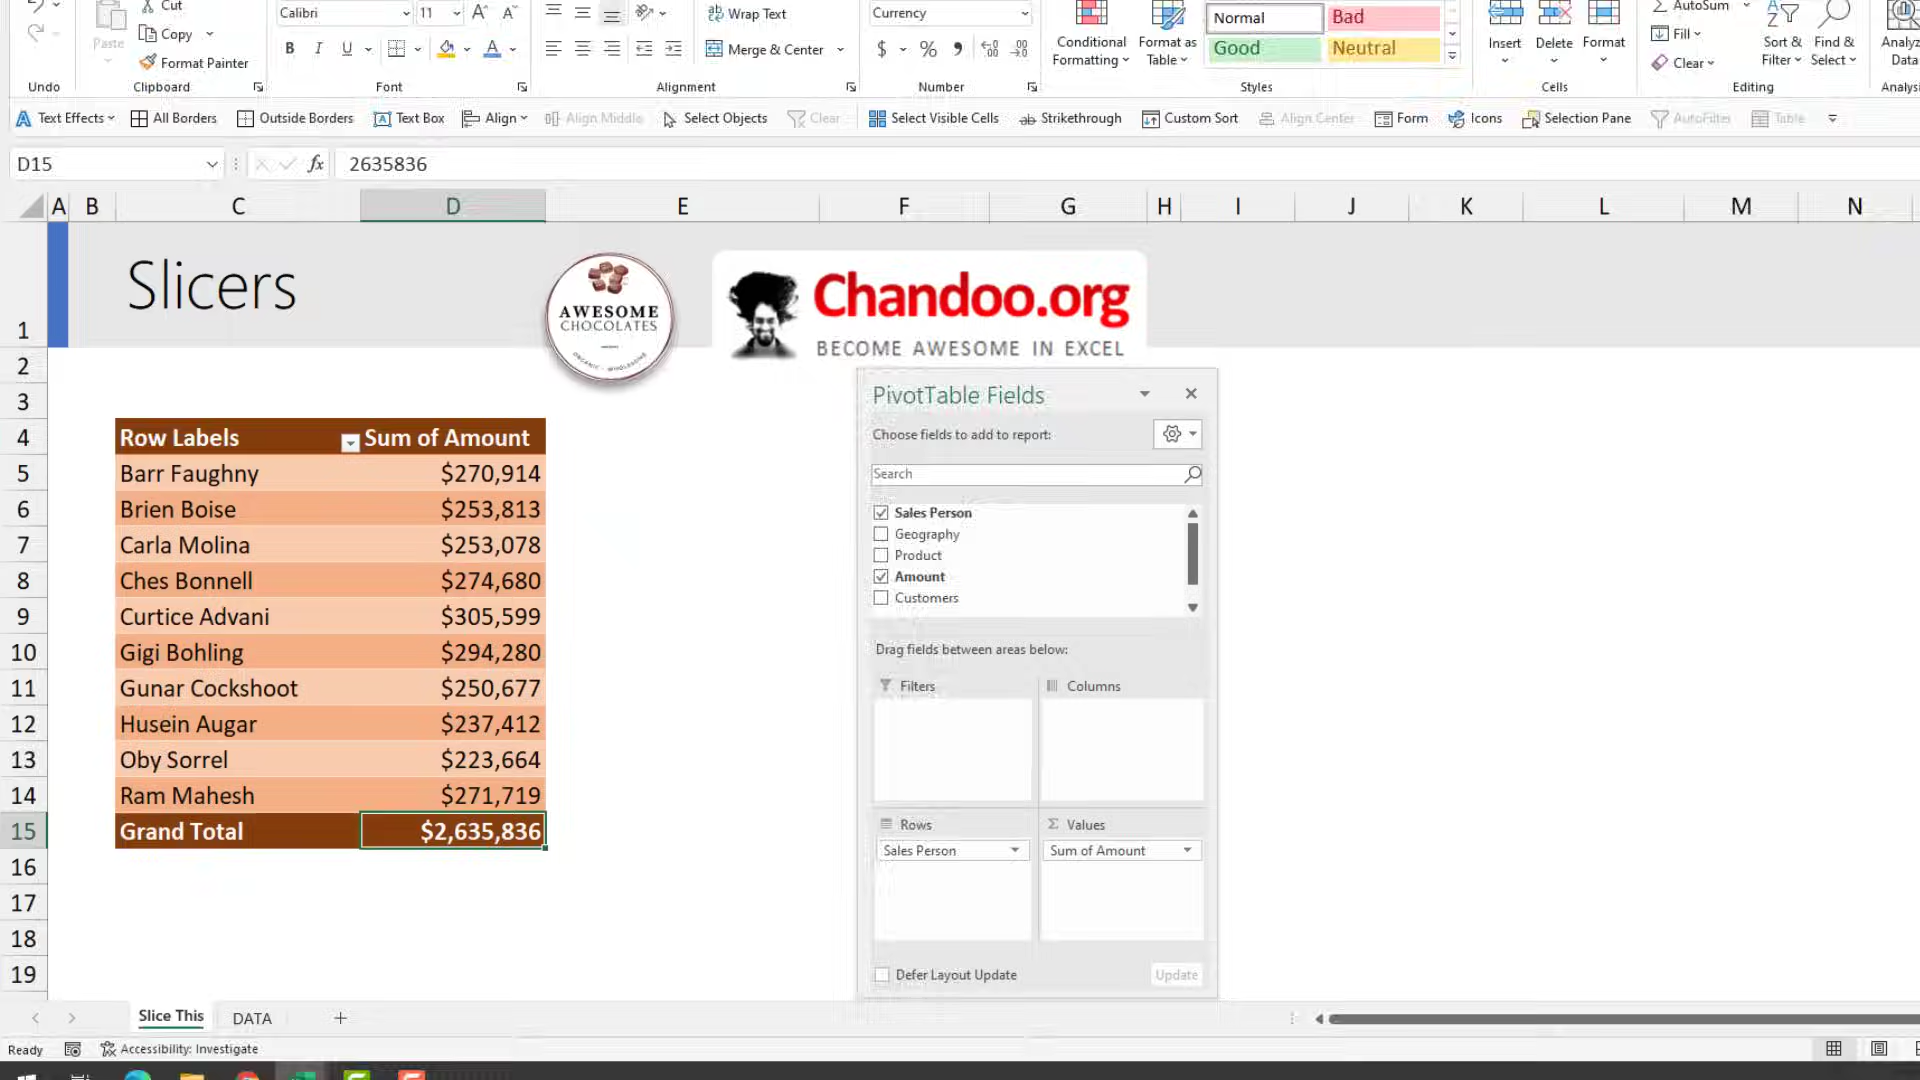 Cut
Calibri
11
Wrap Text
Currency
Normal
Bad
AutoSum
Paste
Copy
Format Painter
B I U
Merge & Center
$ %
Conditional Formatting
Format as Table
Good
Neutral
Insert
Delete
Format
Fill
Clear
Sort & Filter
Find & Select
Undo
Clipboard
Font
Alignment
Number
Styles
Cells
Editing
Text Effects
All Borders
Outside Borders
Text Box
Align
Align Middle
Select Objects
Clear
Select Visible Cells
Strikethrough
Custom Sort
Align Center
Form
Icons
Selection Pane
AutoFilter
Table
D15
fx
2635836
A B C D E F G H I J K L M N
1
Slicers
AWESOME
CHOCOLATES
Chandoo.org
BECOME AWESOME IN EXCEL
2
3
4 Row Labels Sum of Amount
5 Barr Faughny $270,914
6 Brien Boise $253,813
7 Carla Molina $253,078
8 Ches Bonnell $274,680
9 Curtice Advani $305,599
10 Gigi Bohling $294,280
11 Gunar Cockshoot $250,677
12 Husein Augar $237,412
13 Oby Sorrel $223,664
14 Ram Mahesh $271,719
15 Grand Total $2,635,836
16
17
18
19
PivotTable Fields
Choose fields to add to report:
Search
Sales Person
Geography
Product
Amount
Customers
Drag fields between areas below:
Filters
Columns
Rows
Values
Sales Person
Sum of Amount
Defer Layout Update
Update
Slice This
DATA
Ready
Accessibility: Investigate